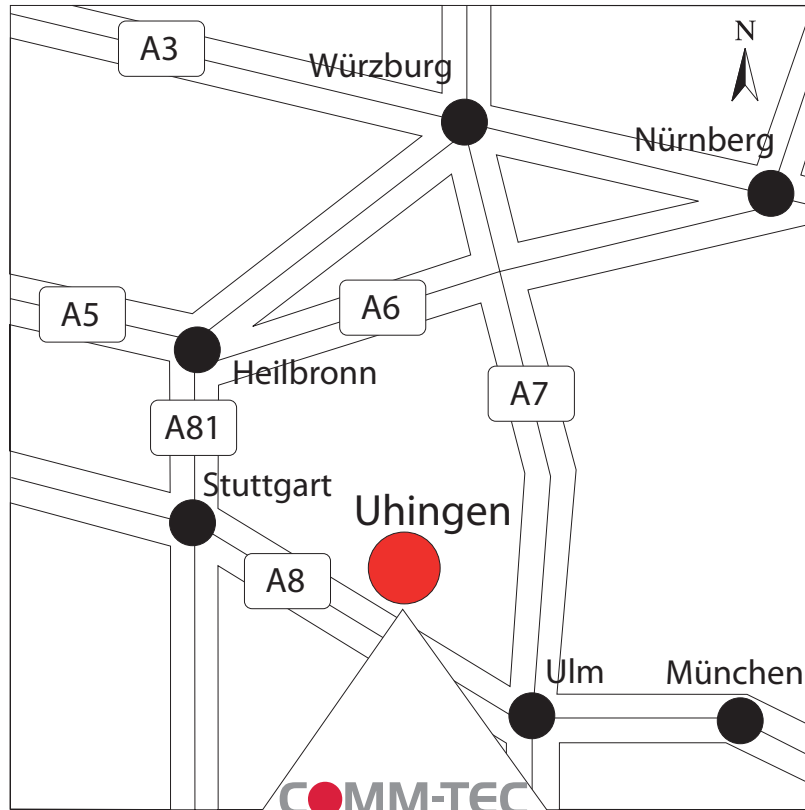 A3
Würzburg
N
Nürnberg
A5
A6
Heilbronn
A7
A81
Stuttgart
Uhingen
A8
Ulm
München
COMM-TEC